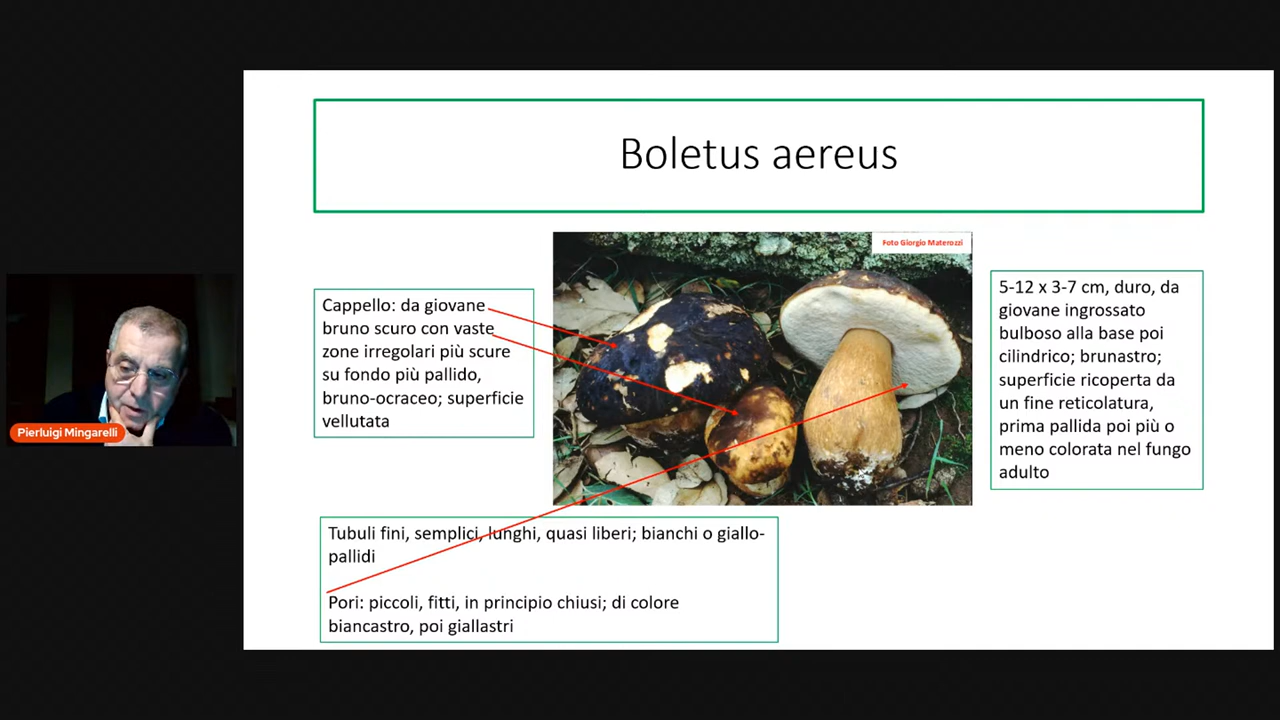 Boletus aereus
Foto Giorgio Materozzi
Cappello: da giovane
bruno scuro con vaste
zone irregolari più scure
su fondo più pallido,
bruno-ocraceo; superficie
vellutata
5-12 x 3-7 cm, duro, da
giovane ingrossato
bulboso alla base poi
cilindrico; brunastro;
superficie ricoperta da
un fine reticolatura,
prima pallida poi più o
meno colorata nel fungo
adulto
Pierluigi Mingarelli
Tubuli fini, semplici, lunghi, quasi liberi; bianchi o giallo-
pallidi
Pori: piccoli, fitti, in principio chiusi; di colore
biancastro, poi giallastri